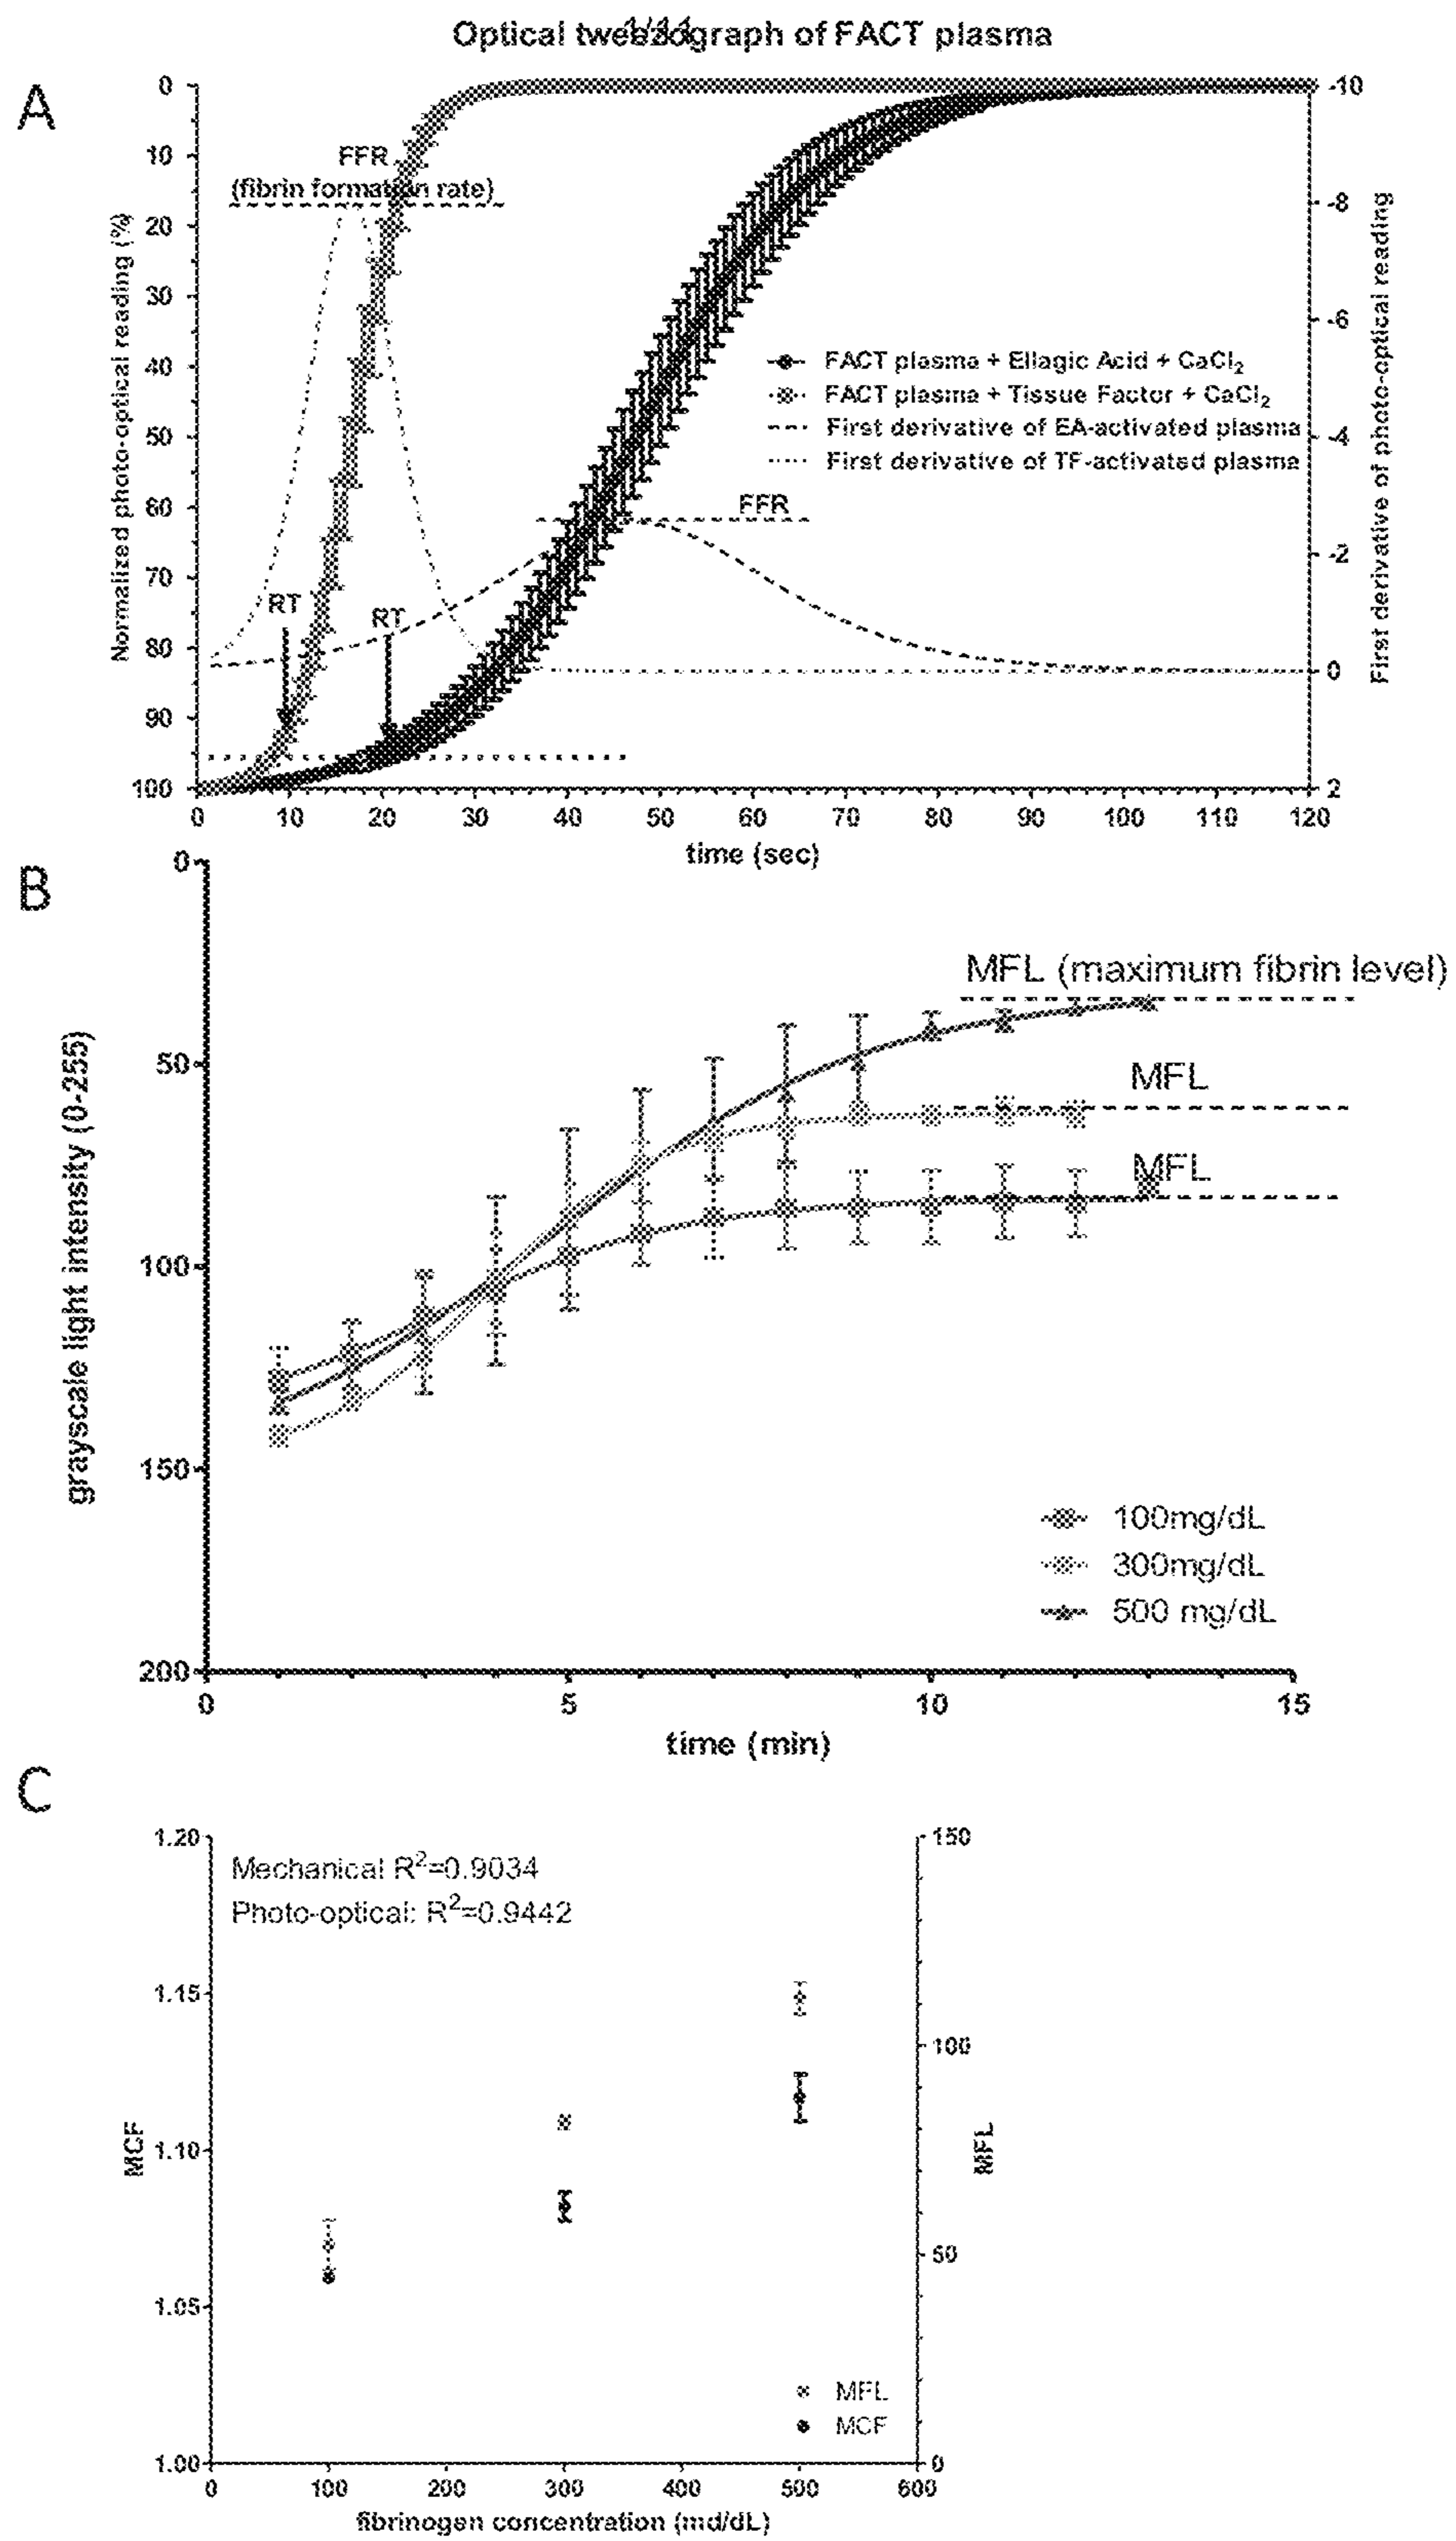 Optical tweezograph of FACT plasma
1/11
A
FFR
(fibrin formation rate)
RT
RT
FFR
FACT plasma + Ellagic Acid + CaCl2
FACT plasma + Tissue Factor + CaCl2
First derivative of EA-activated plasma
First derivative of TF-activated plasma
Normalized photo-optical reading (%)
0
10
20
30
40
50
60
70
80
90
100
First derivative of photo-optical reading
-10
-8
-6
-4
-2
0
2
0 10 20 30 40 50 60 70 80 90 100 110 120
time (sec)
B
MFL (maximum fibrin level)
MFL
MFL
grayscale light intensity (0-255)
0
50
100
150
200
100mg/dL
300mg/dL
500 mg/dL
0 5 10 15
time (min)
C
Mechanical R2=0.9034
Photo-optical: R2=0.9442
MCF
1.20
1.15
1.10
1.05
1.00
MFL
150
100
50
0
MFL
MCF
0 100 200 300 400 500 600
fibrinogen concentration (md/dL)